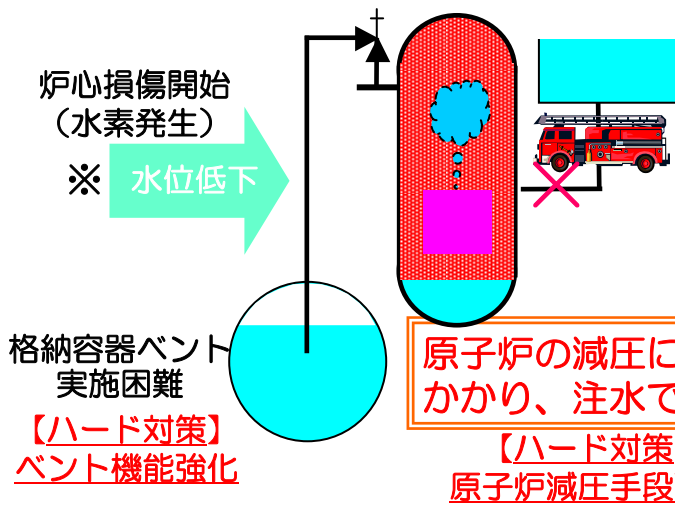 炉心損傷開始
（水素発生）
※
水位低下
格納容器ベント
実施困難
【ハード対策】
ベント機能強化
原子炉の減圧に
かかり、注水で
【ハード対策
原子炉減圧手段